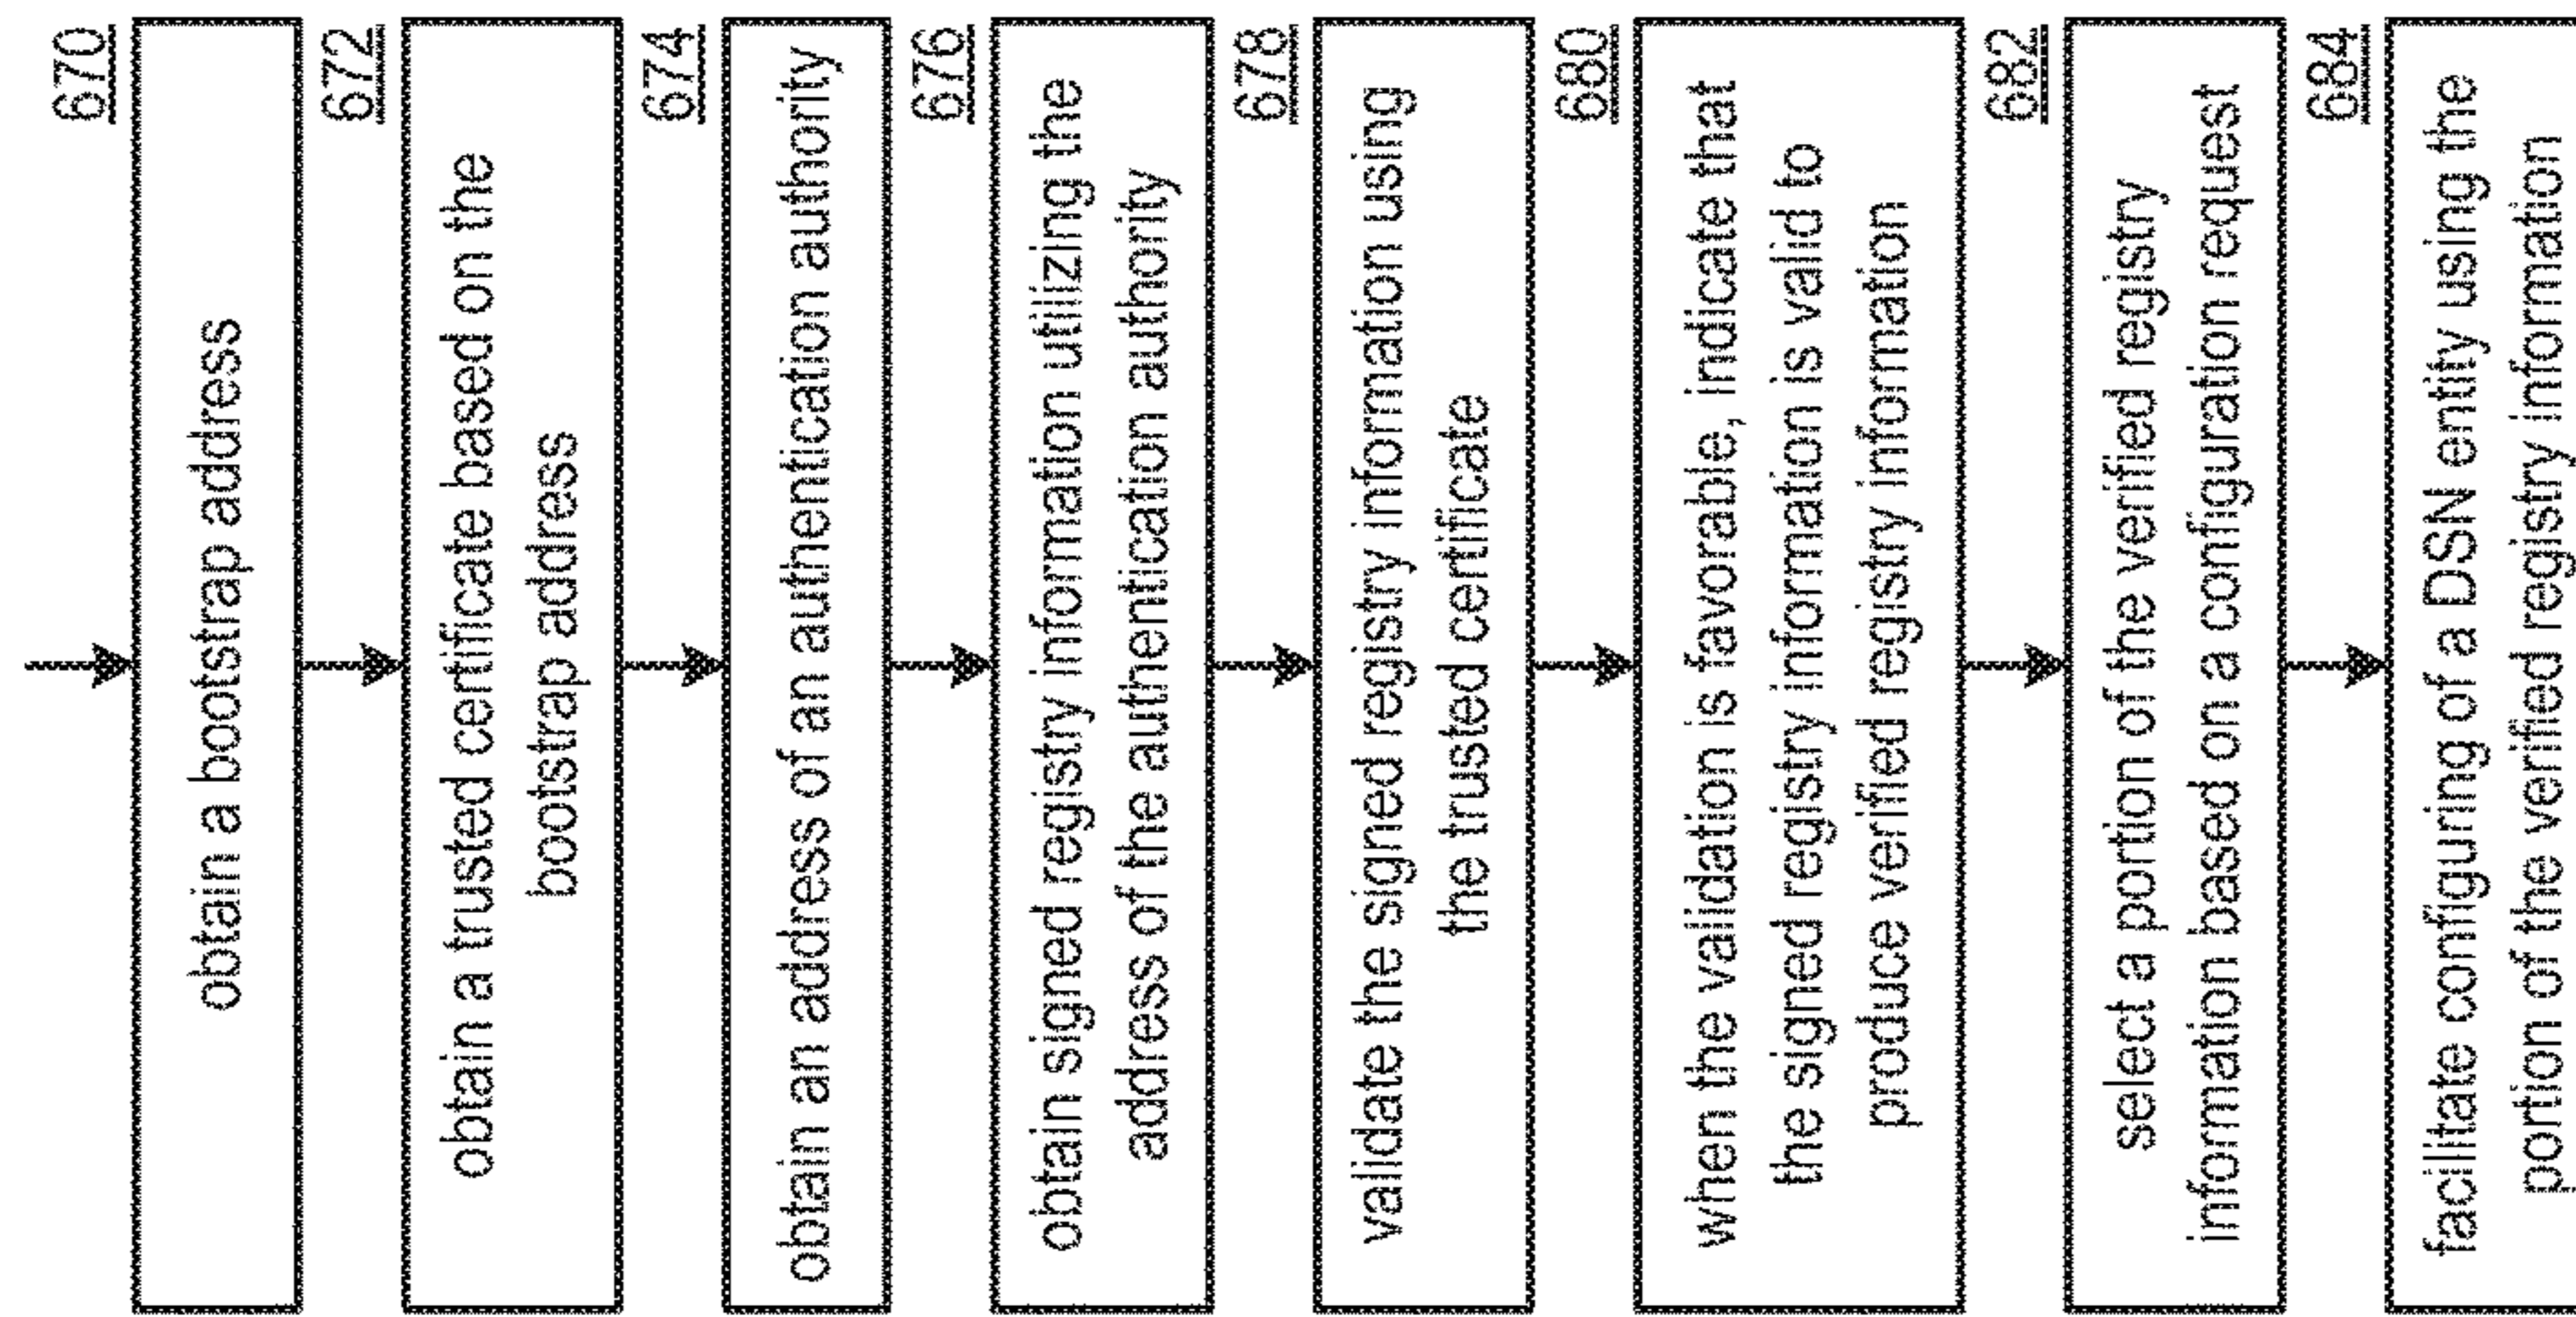 670
obtain a bootstrap address
672
obtain a trusted certificate based on the
bootstrap address
674
obtain an address of an authentication authority
676
obtain signed registry information utilizing the
address of the authentication authority
678
validate the signed registry information using
the trusted certificate
680
when the validation is favorable, indicate that
the signed registry information is valid to
produce verified registry information
682
select a portion of the verified registry
information based on a configuration request
684
facilitate configuring of a DSN entity using the
portion of the verified registry information